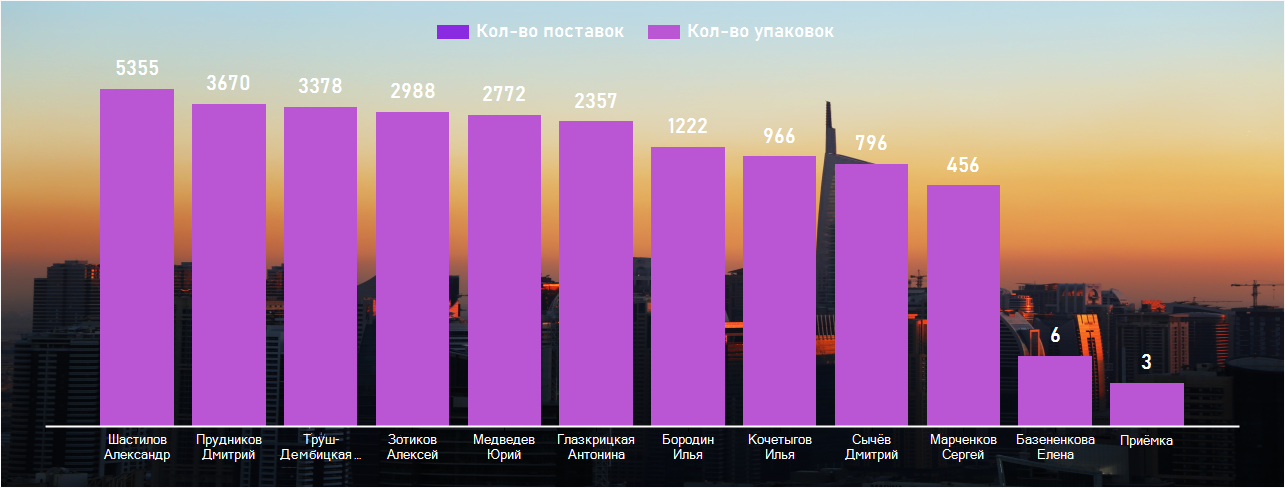 Кол-во поставок Кол-во упаковок
5355 3670 3378 2988 2772 2357 1222 966 796 456 6 3
Шастилов Прудников Труш- Зотиков Медведев Глазкрицкая Бородин Кочетыгов Сычёв Марченков Базененкова Приёмка
Александр Дмитрий Дембицкая... Алексей Юрий Антонина Илья Илья Дмитрий Сергей Елена